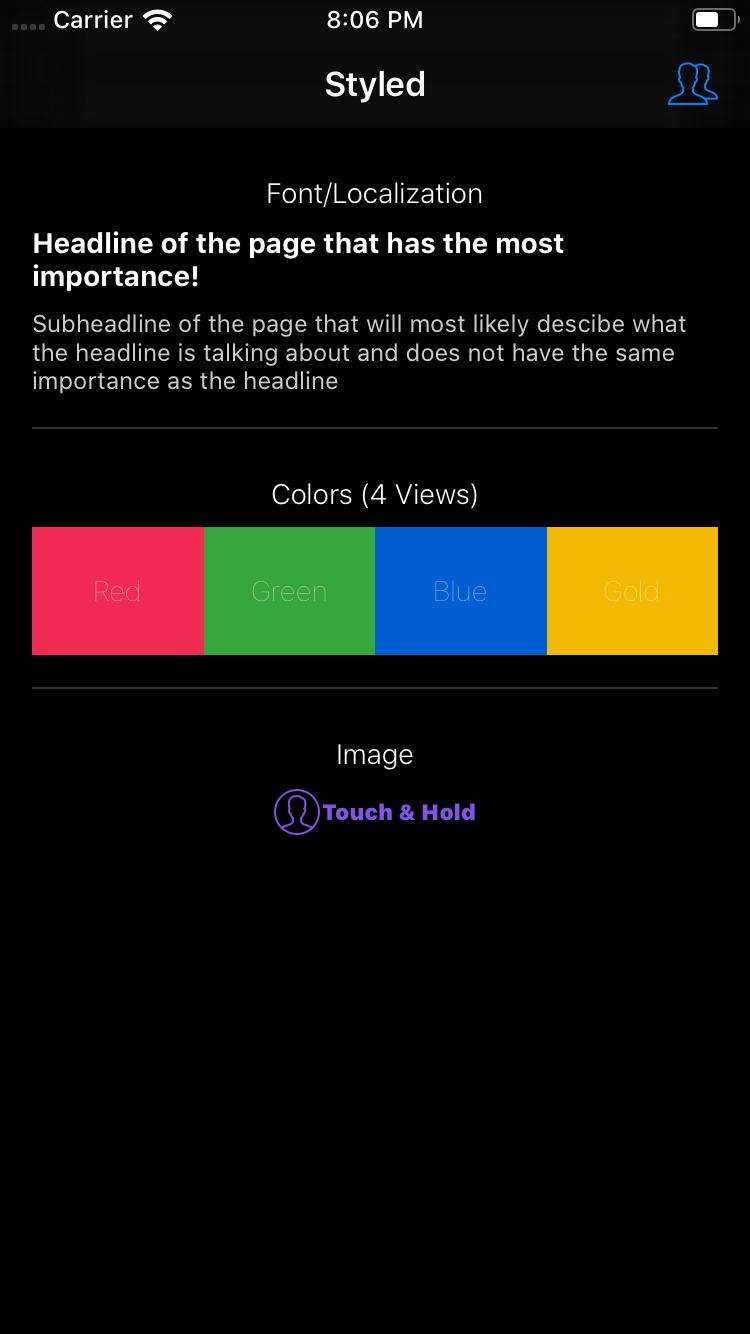 Carrier 8:06 PM
Styled
Font/Localization
Headline of the page that has the most
importance!
Subheadline of the page that will most likely descibe what
the headline is talking about and does not have the same
importance as the headline
Colors (4 Views)
Red Green Blue Gold
Image
Touch & Hold